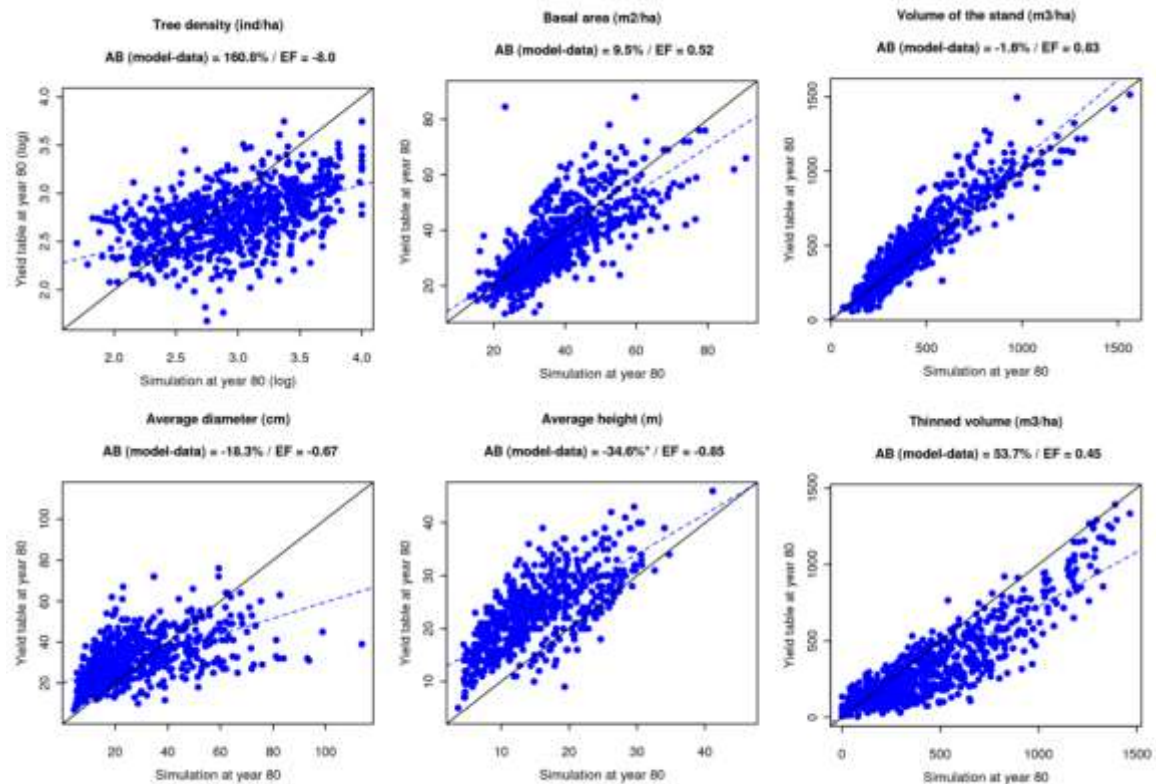 Tree density (ind/ha)
AB (model-data) = 160.8% / EF = -8.0
4.0
3.5
3.0
2.5
2.0
Yield table at year 80 (log)
2.0 2.5 3.0 3.5 4.0
Simulation at year 80 (log)
Basal area (m2/ha)
AB (model-data) = 9.5% / EF = 0.52
80
60
40
20
Yield table at year 80
20 40 60 80
Simulation at year 80
Volume of the stand (m3/ha)
AB (model-data) = -1.6% / EF = 0.83
1500
1000
500
0
Yield table at year 80
0 500 1000 1500
Simulation at year 80
Average diameter (cm)
AB (model-data) = -18.3% / EF = -0.67
100
80
60
40
20
Yield table at year 80
20 40 60 80 100
Simulation at year 80
Average height (m)
AB (model-data) = -34.6%* / EF = -0.85
40
30
20
10
Yield table at year 80
10 20 30 40
Simulation at year 80
Thinned volume (m3/ha)
AB (model-data) = 53.7% / EF = 0.45
1500
1000
500
0
Yield table at year 80
0 500 1000 1500
Simulation at year 80